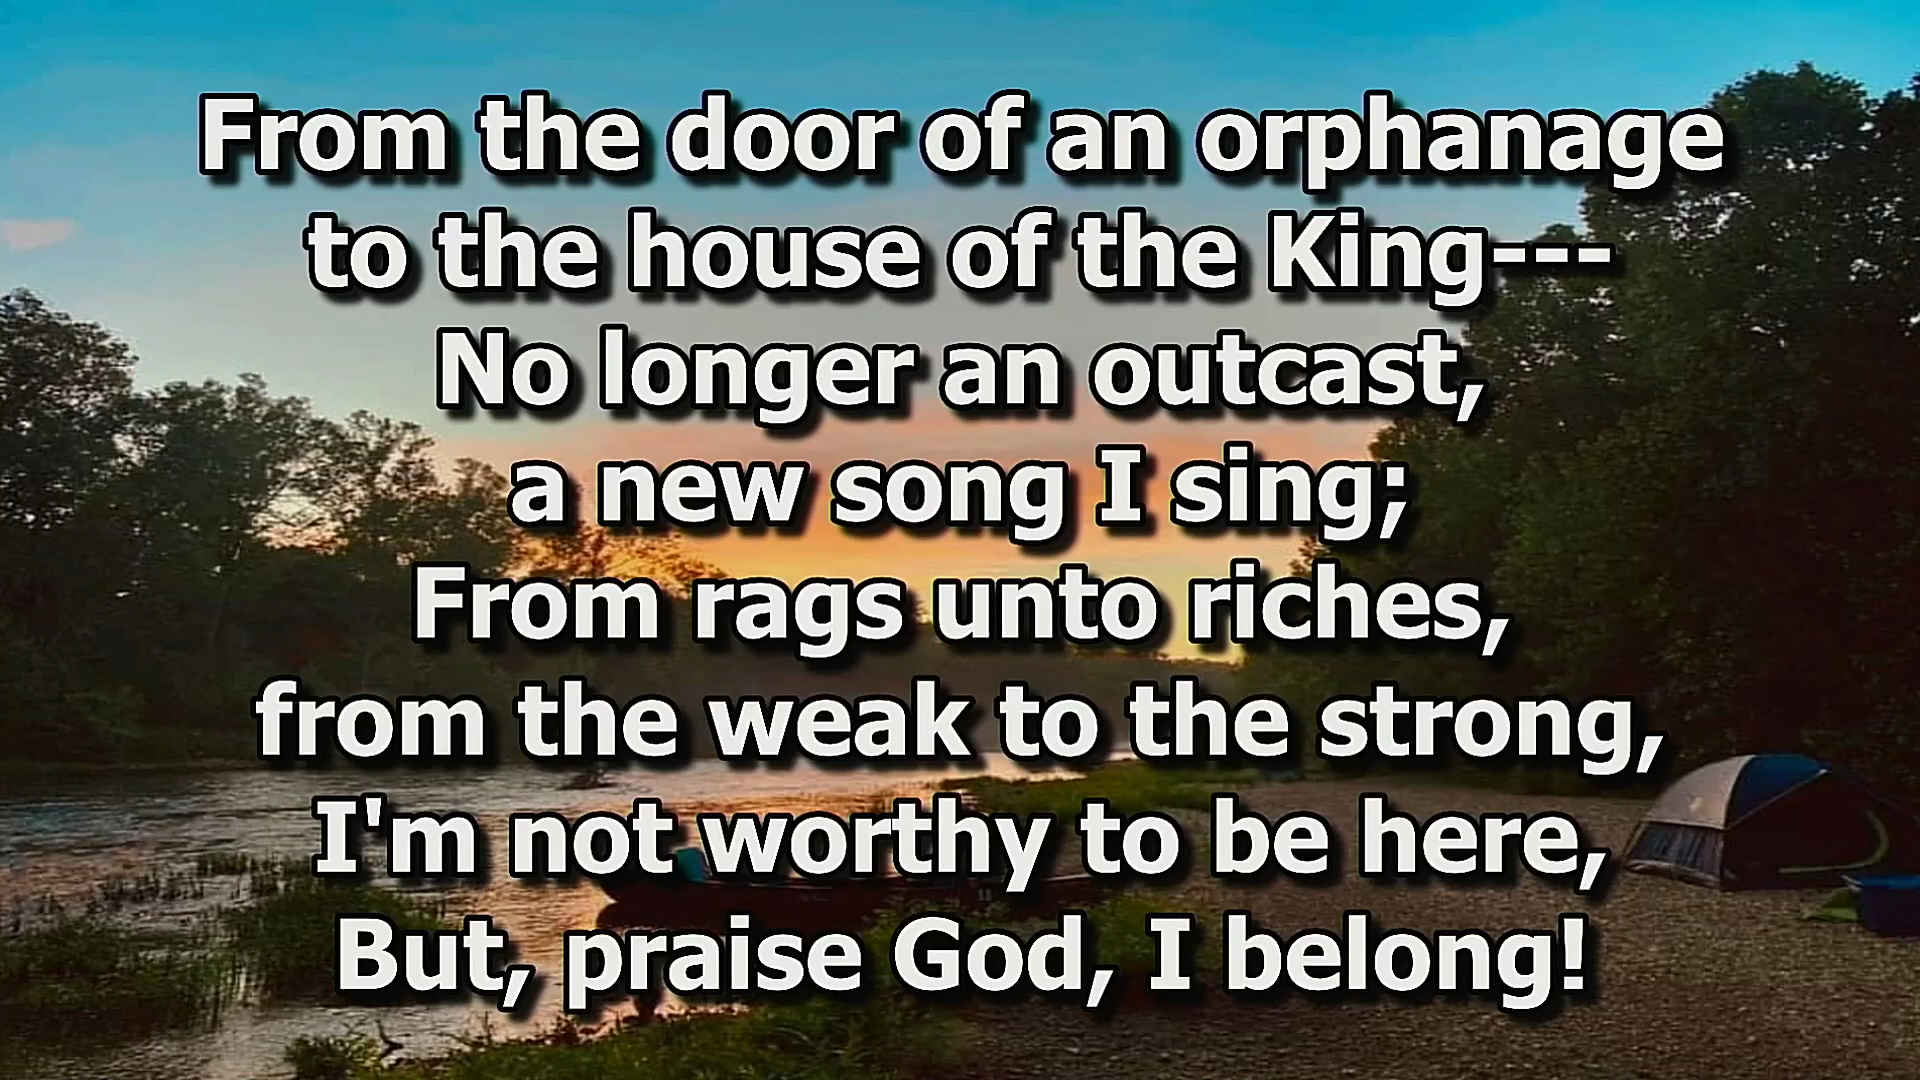 From the door of an orphanage
to the house of the King---
No longer an outcast,
a new song I sing;
From rags unto riches,
from the weak to the strong,
I'm not worthy to be here,
But, praise God, I belong!